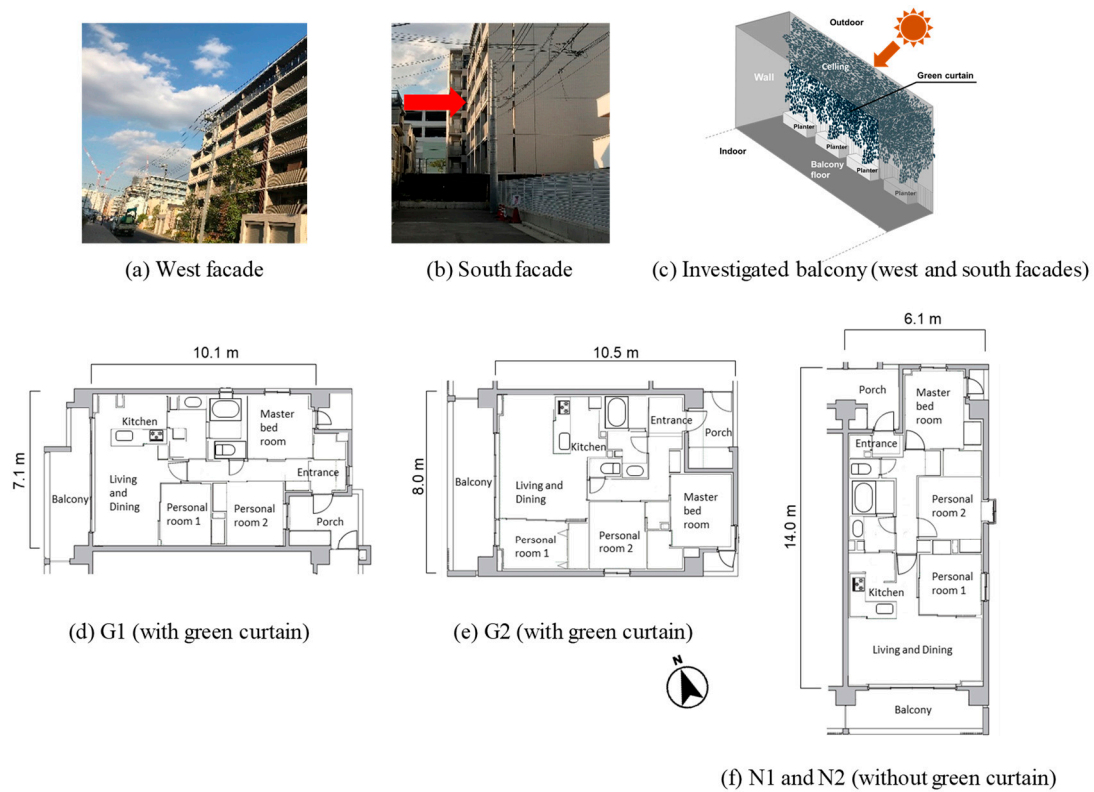 Outdoor
Ceiling
Wall
Green curtain
Planter
Planter
Planter
Planter
Indoor
Balcony
floor
(a) West facade
(b) South facade
(c) Investigated balcony (west and south facades)
10.1 m
7.1 m
Kitchen
Master
bed
room
Living
and
Dining
Balcony
Entrance
Personal
room 1
Personal
room 2
Porch
10.5 m
8.0 m
Entrance
Kitchen
Porch
Balcony
Living and
Dining
Master
bed
room
Personal
room 1
Personal
room 2
6.1 m
14.0 m
Porch
Master
bed
room
Entrance
Personal
room 2
Personal
room 1
Kitchen
Living and Dining
Balcony
(d) G1 (with green curtain)
(e) G2 (with green curtain)
N
(f) N1 and N2 (without green curtain)